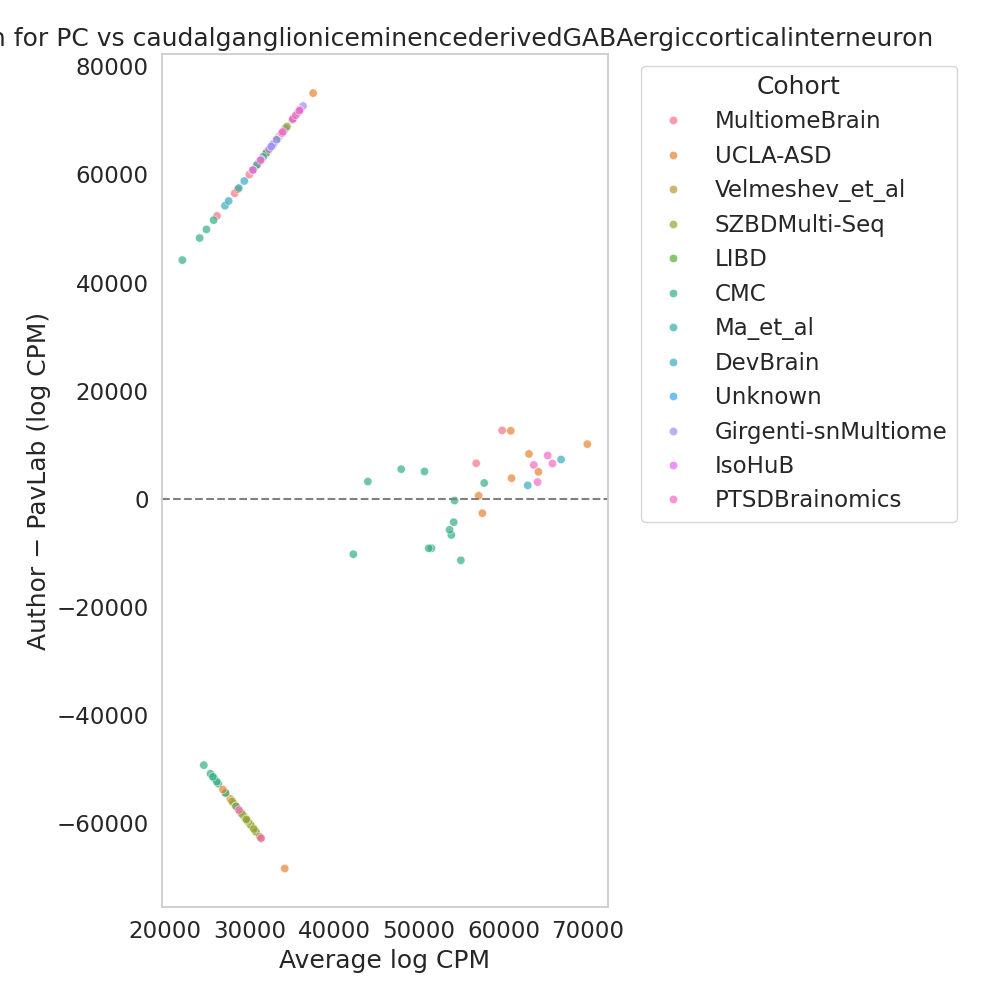 for PC vs caudalganglioniceminencederivedGABAergiccorticalinterneuron
80000
60000
40000
20000
0
−20000
−40000
−60000
Author − PavLab (log CPM)
20000 30000 40000 50000 60000 70000
Average log CPM
Cohort
MultiomeBrain
UCLA-ASD
Velmeshev_et_al
SZBDMulti-Seq
LIBD
CMC
Ma_et_al
DevBrain
Unknown
Girgenti-snMultiome
IsoHuB
PTSDBrainomics